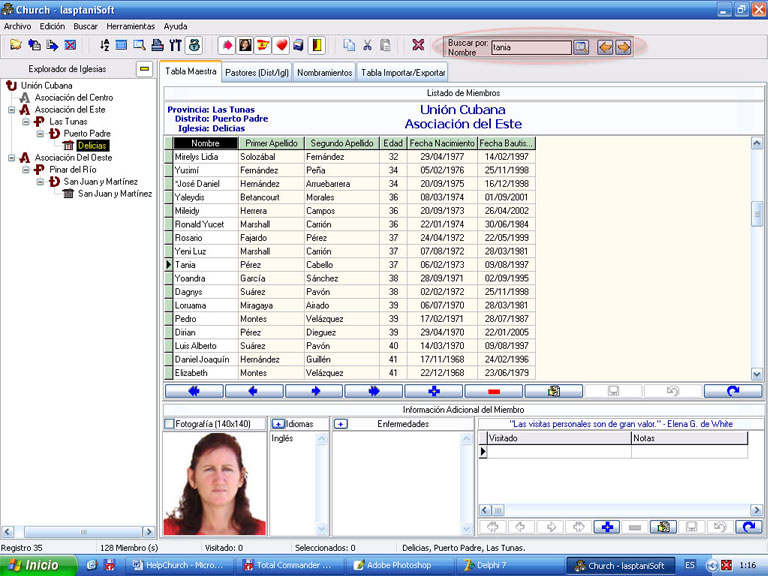 Church - lasptaniSoft
Archivo Edición Buscar Herramientas Ayuda
Buscar por: Nombre tania
Explorador de Iglesias
Unión Cubana
Asociación del Centro
Asociación del Este
Las Tunas
Puerto Padre
Delicias
Asociación Del Oeste
Pinar del Río
San Juan y Martínez
San Juan y Martínez
Tabla Maestra Pastores (Dist/Igl) Nombramientos Tabla Importar/Exportar
Listado de Miembros
Provincia: Las Tunas
Distrito: Puerto Padre
Iglesia: Delicias
Unión Cubana
Asociación del Este
Nombre Primer Apellido Segundo Apellido Edad Fecha Nacimiento Fecha Bautis...
Mirelys Lidia Solozábal Fernández 32 29/04/1977 14/02/1997
Yusimí Fernández Peña 34 05/02/1976 25/11/1998
*José Daniel Hernández Arruebarrena 34 20/09/1975 16/12/1998
Yaleydis Betancourt Morales 36 08/03/1974 01/09/2001
Mileidy Herrera Campos 36 20/09/1973 26/04/2002
Ronald Yucet Marshall Carrión 36 22/01/1974 30/06/1984
Rosario Fajardo Pérez 37 24/04/1972 22/05/1999
Yeni Luz Marshall Carrión 37 07/08/1972 28/03/1987
Tania Pérez Cabello 37 06/02/1973 09/08/1997
Yoandra García Sánchez 38 28/09/1971 02/09/1995
Dagnys Suárez Pavón 38 02/02/1972 25/11/1998
Loruama Miragaya Airado 39 06/07/1970 28/03/1981
Pedro Montes Velázquez 39 17/02/1971 28/07/1987
Dirian Pérez Dieguez 39 29/04/1970 22/01/2005
Luis Alberto Suárez Pavón 40 14/03/1970 09/08/1997
Daniel Joaquín Hernández Guillén 41 17/11/1968 24/02/1996
Elizabeth Montes Velázquez 41 22/12/1968 23/06/1979
Información Adicional del Miembro
Fotografía (140x140) Idiomas Enfermedades "Las visitas personales son de gran valor." - Elena G. de White
Inglés
Visitado Notas
Registro 35 128 Miembro (s) Visitado: 0 Seleccionados: 0 Delicias, Puerto Padre, Las Tunas.
Inicio HelpChurch - Micro... Total Commander ... Adobe Photoshop Delphi 7 Church - lasptaniSoft ES 1:16